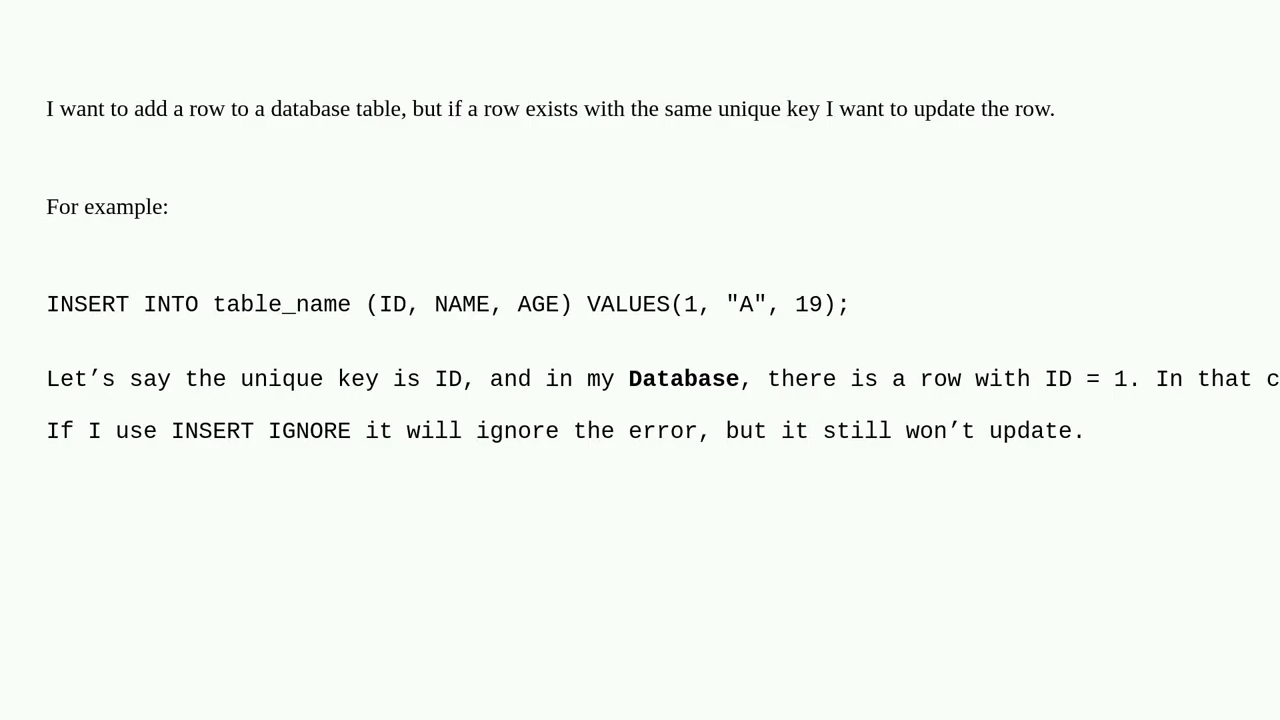 I want to add a row to a database table, but if a row exists with the same unique key I want to update the row.
For example:
INSERT INTO table_name (ID, NAME, AGE) VALUES(1, "A", 19);
Let’s say the unique key is ID, and in my Database, there is a row with ID = 1. In that
If I use INSERT IGNORE it will ignore the error, but it still won’t update.